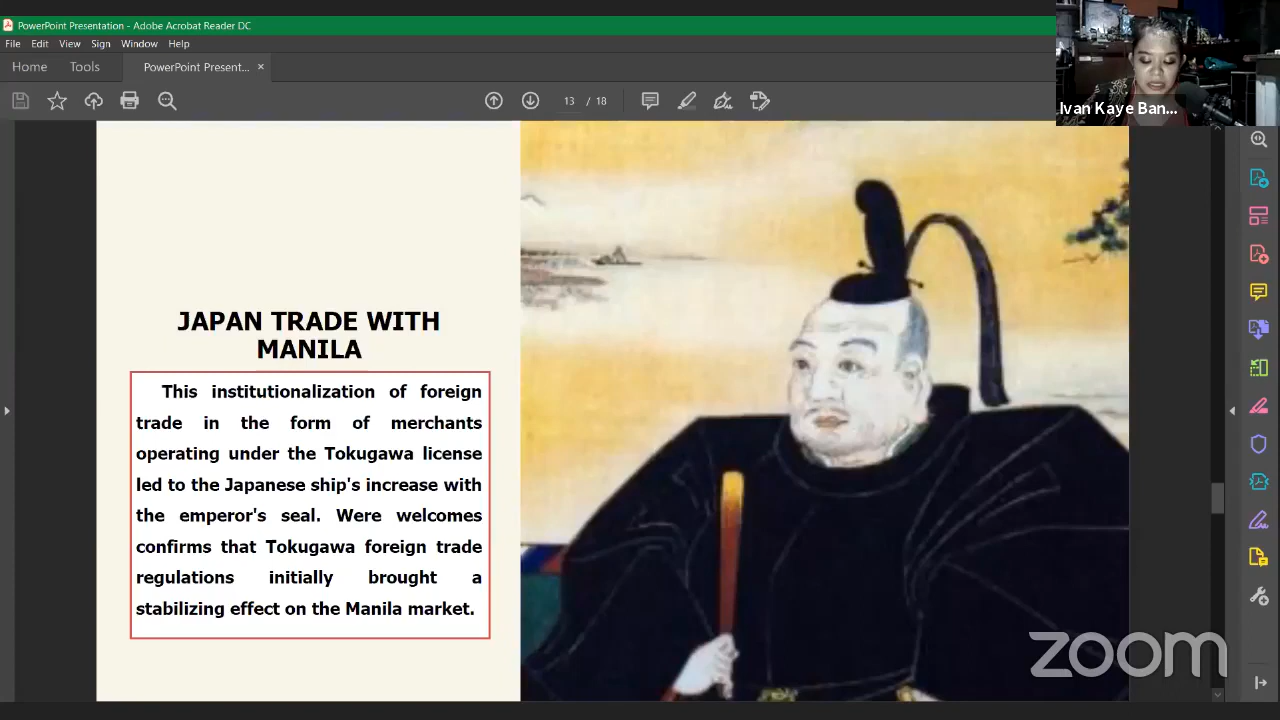 PowerPoint Presentation - Adobe Acrobat Reader DC
File Edit View Sign Window Help
Home Tools PowerPoint Present... ×
13 / 18
Ivan Kaye Ban...
JAPAN TRADE WITH
MANILA
This institutionalization of foreign
trade in the form of merchants
operating under the Tokugawa license
led to the Japanese ship's increase with
the emperor's seal. Were welcomes
confirms that Tokugawa foreign trade
regulations initially brought a
stabilizing effect on the Manila market.
zoom